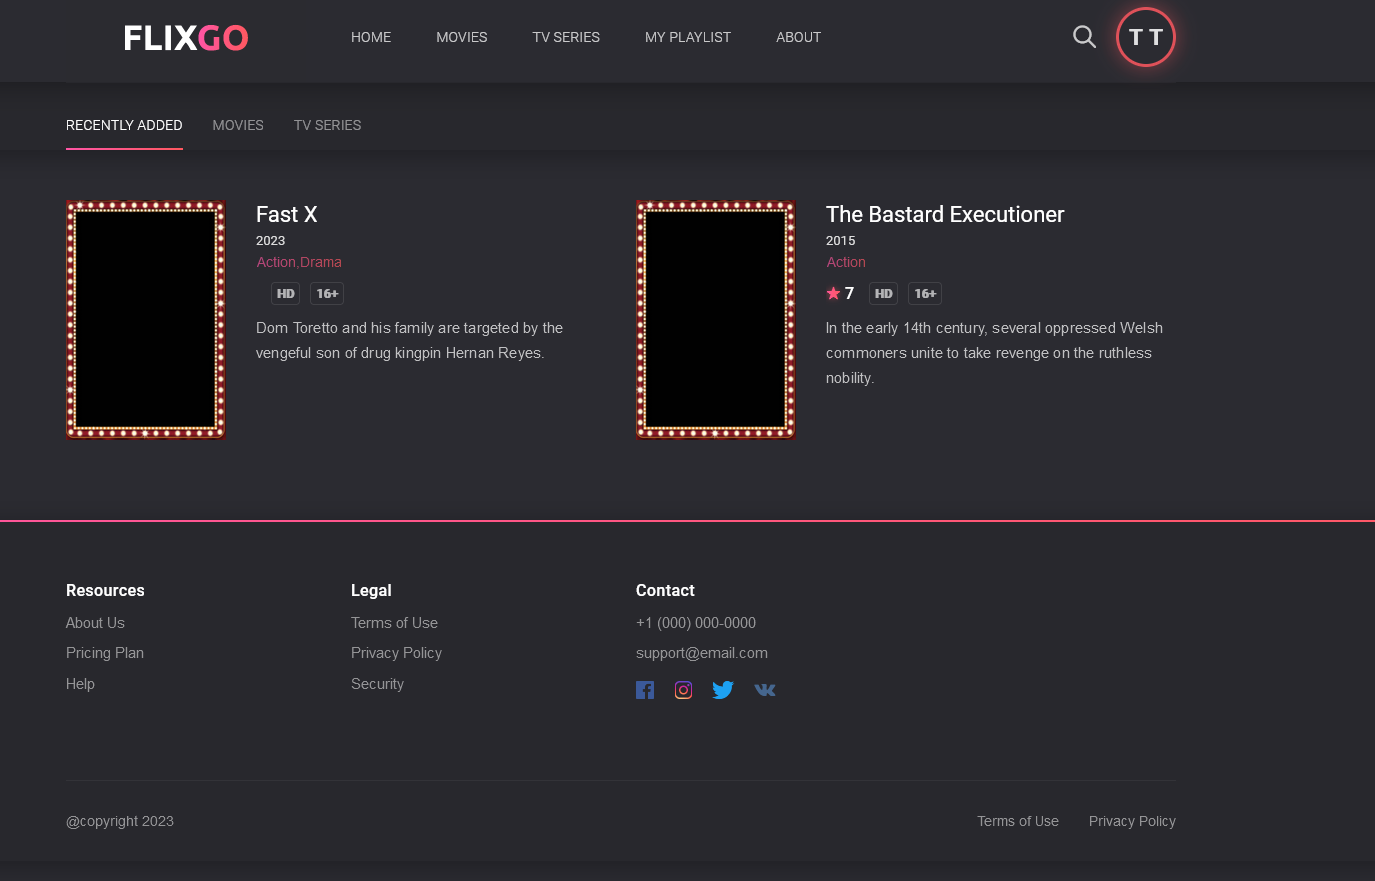 FLIXGO
HOME MOVIES TV SERIES MY PLAYLIST ABOUT
T T
RECENTLY ADDED MOVIES TV SERIES
Fast X
2023
Action,Drama
HD 16+
Dom Toretto and his family are targeted by the
vengeful son of drug kingpin Hernan Reyes.
The Bastard Executioner
2015
Action
7 HD 16+
In the early 14th century, several oppressed Welsh
commoners unite to take revenge on the ruthless
nobility.
Resources
About Us
Pricing Plan
Help
Legal
Terms of Use
Privacy Policy
Security
Contact
+1 (000) 000-0000
support@email.com
@copyright 2023
Terms of Use Privacy Policy